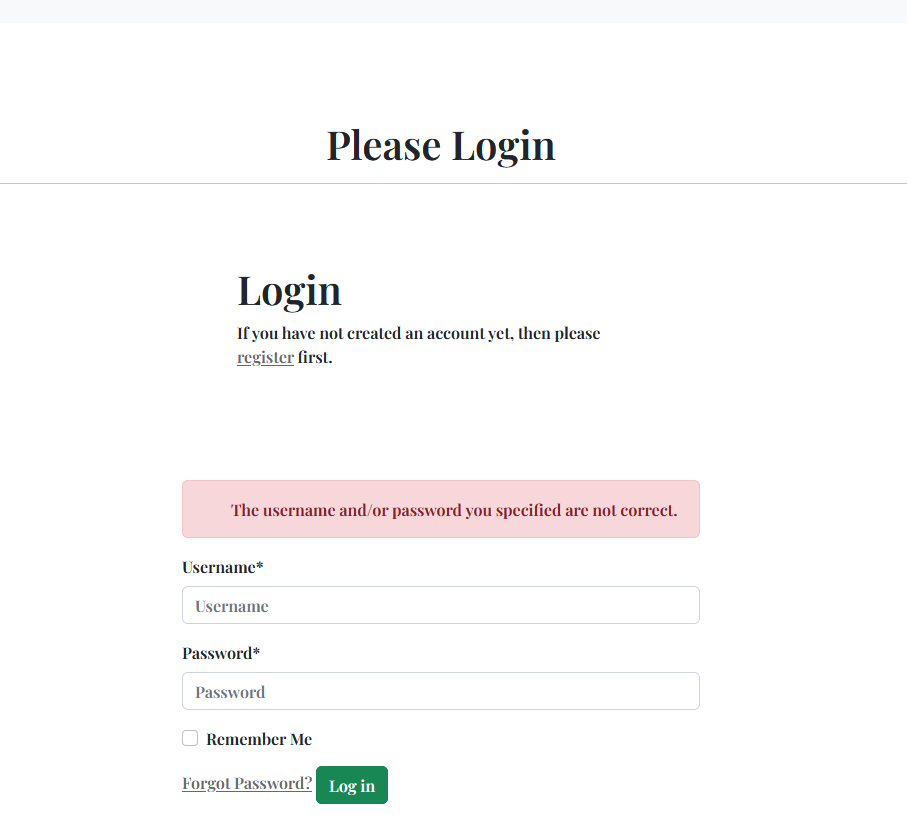 Please Login
Login
If you have not created an account yet, then please
register first.
The username and/or password you specified are not correct.
Username*
Username
Password*
Password
Remember Me
Forgot Password? Log in